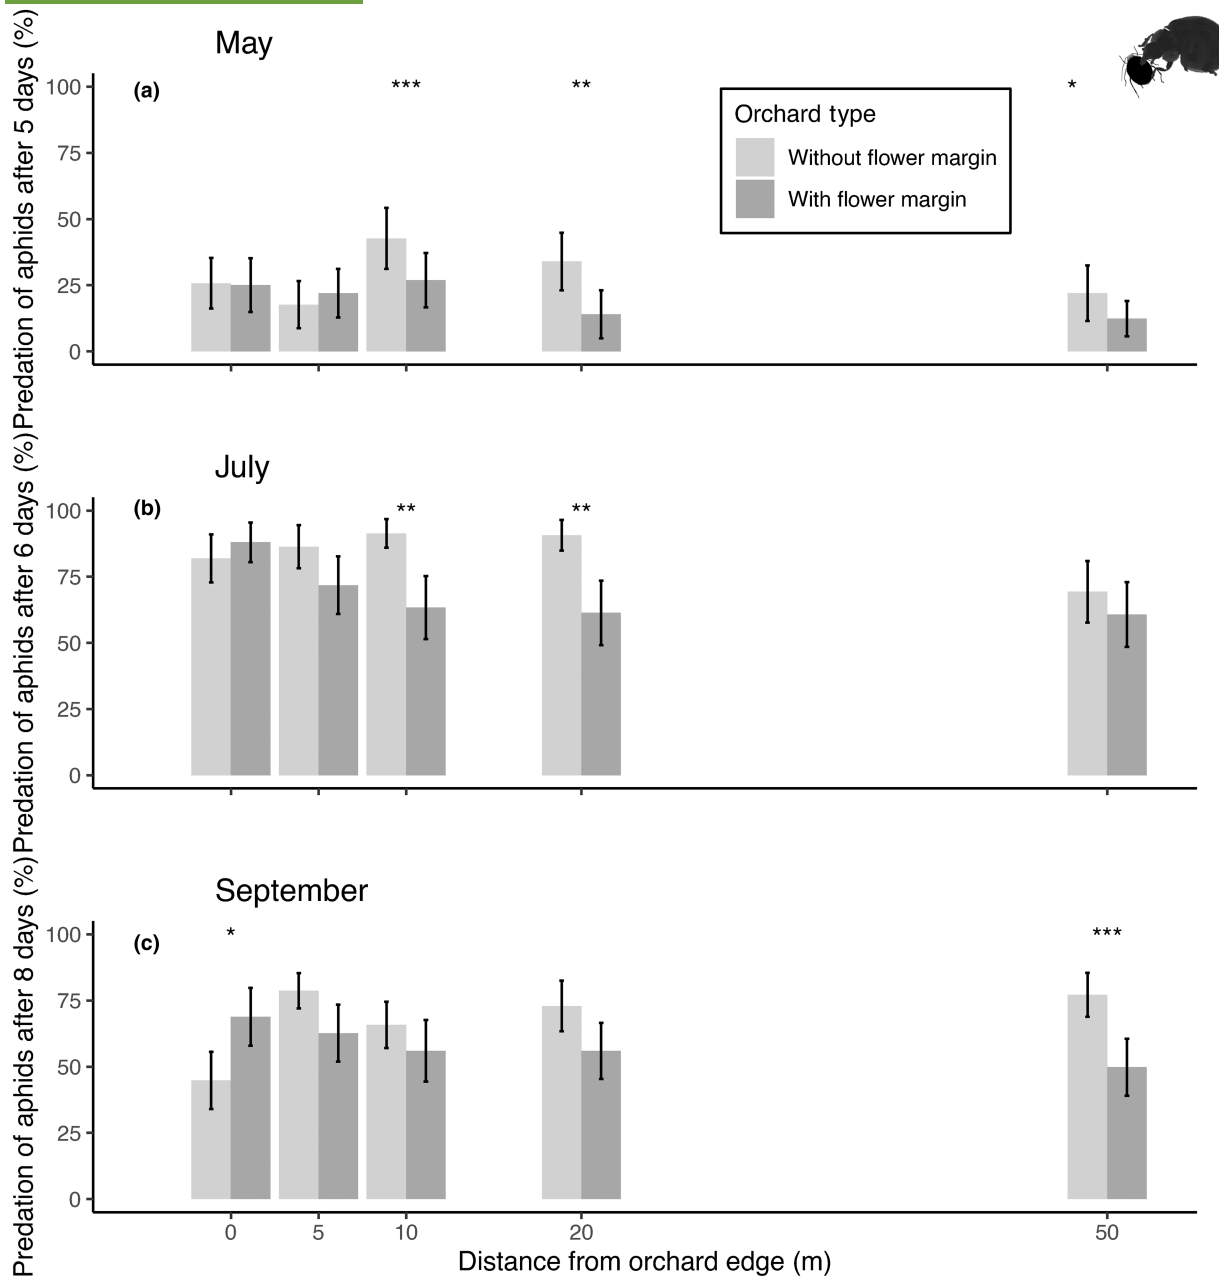 May
Predation of aphids after 5 days (%)
(a)
***
**
*
100
75
50
25
0
Orchard type
Without flower margin
With flower margin
July
Predation of aphids after 6 days (%)
(b)
**
**
100
75
50
25
0
September
Predation of aphids after 8 days (%)
(c)
*
***
100
75
50
25
0
0 5 10 20 50
Distance from orchard edge (m)